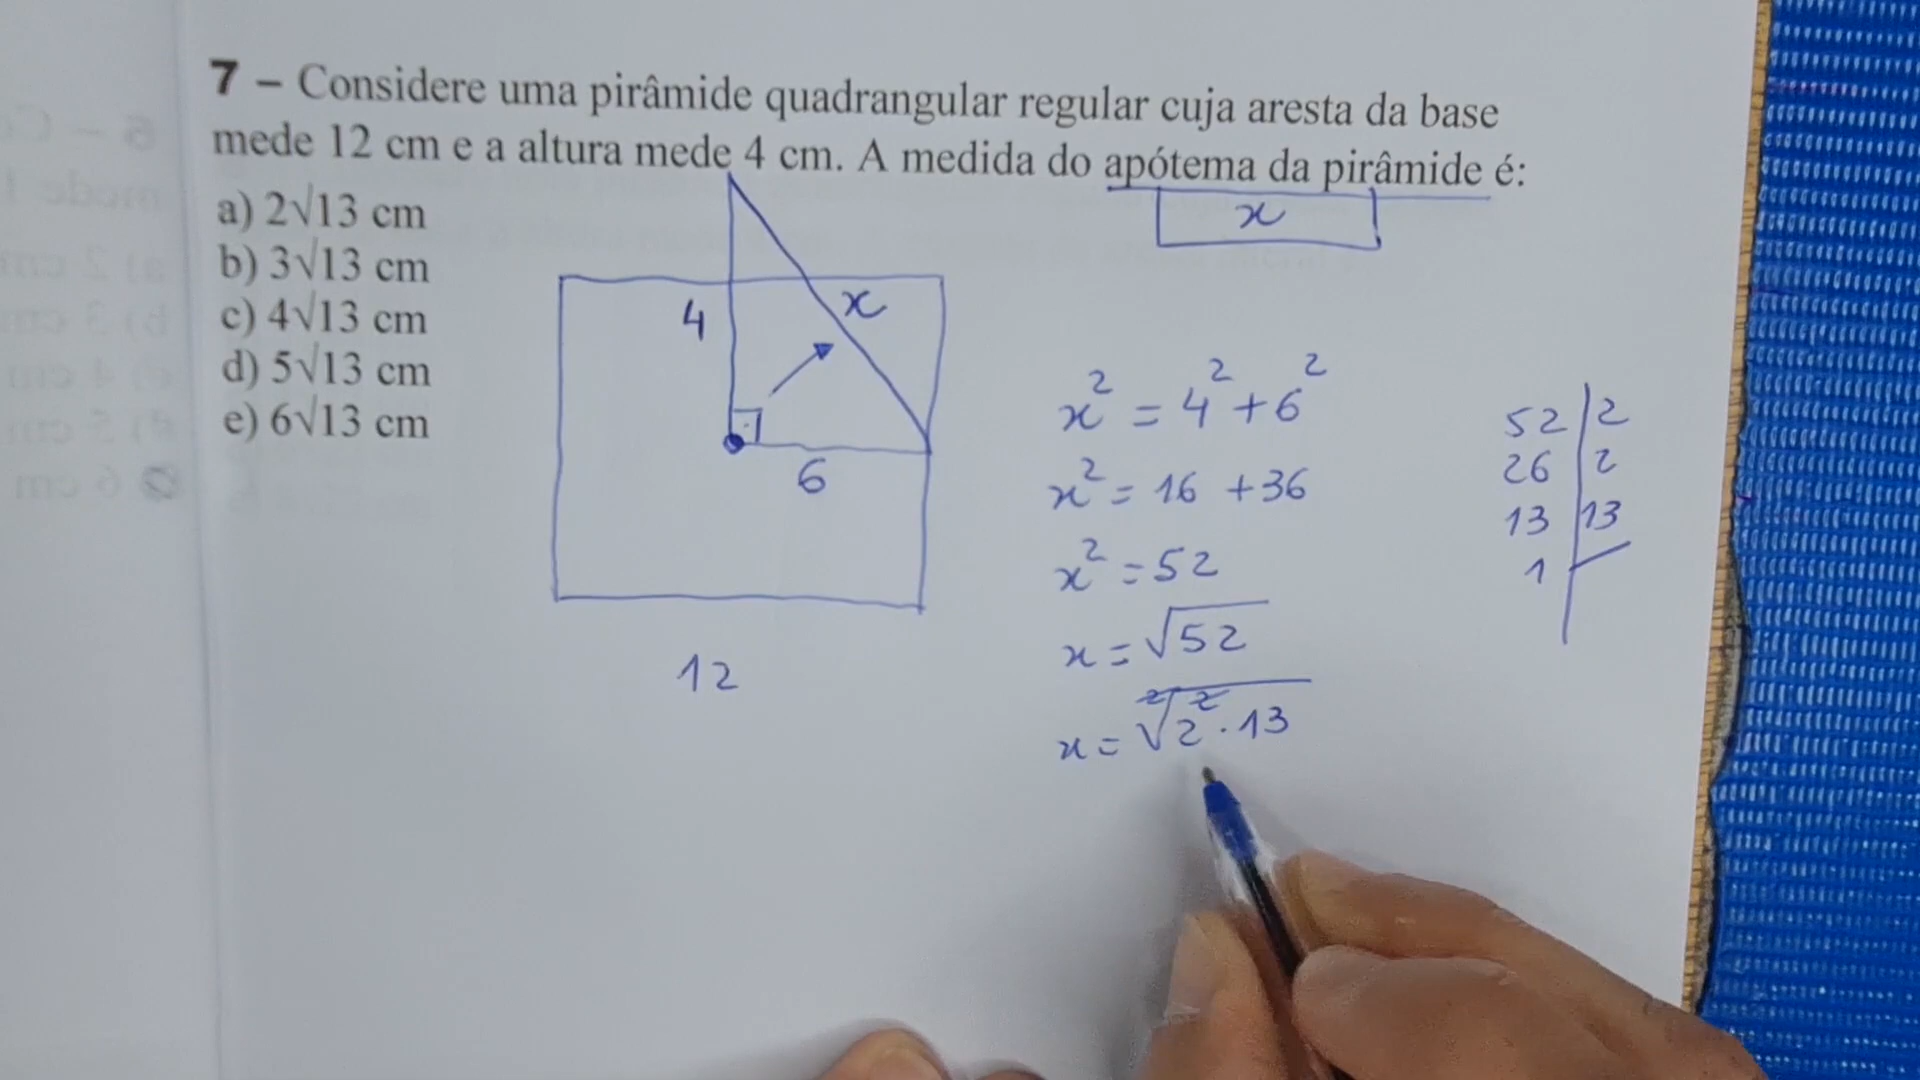 7 – Considere uma pirâmide quadrangular regular cuja aresta da base
mede 12 cm e a altura mede 4 cm. A medida do apótema da pirâmide é:
a) 2√13 cm
b) 3√13 cm
c) 4√13 cm
d) 5√13 cm
e) 6√13 cm
x
4
x
6
12
x² = 4² + 6²
x² = 16 + 36
x² = 52
x = √52
x = ²√2² · 13
52 | 2
26 | 2
13 | 13
1